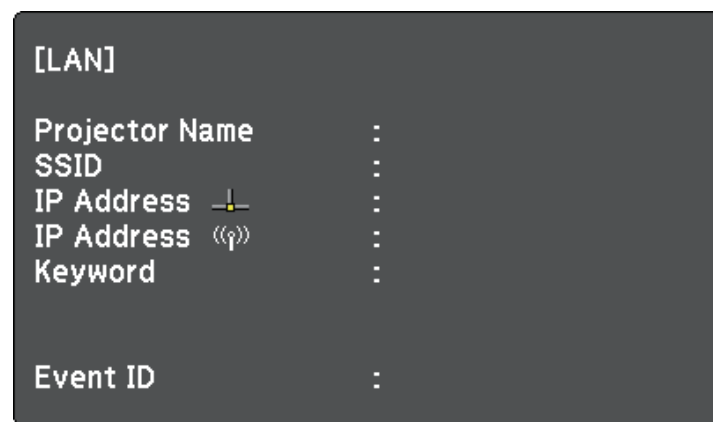 [LAN]
Projector Name :
SSID :
IP Address :
IP Address :
Keyword :
Event ID :